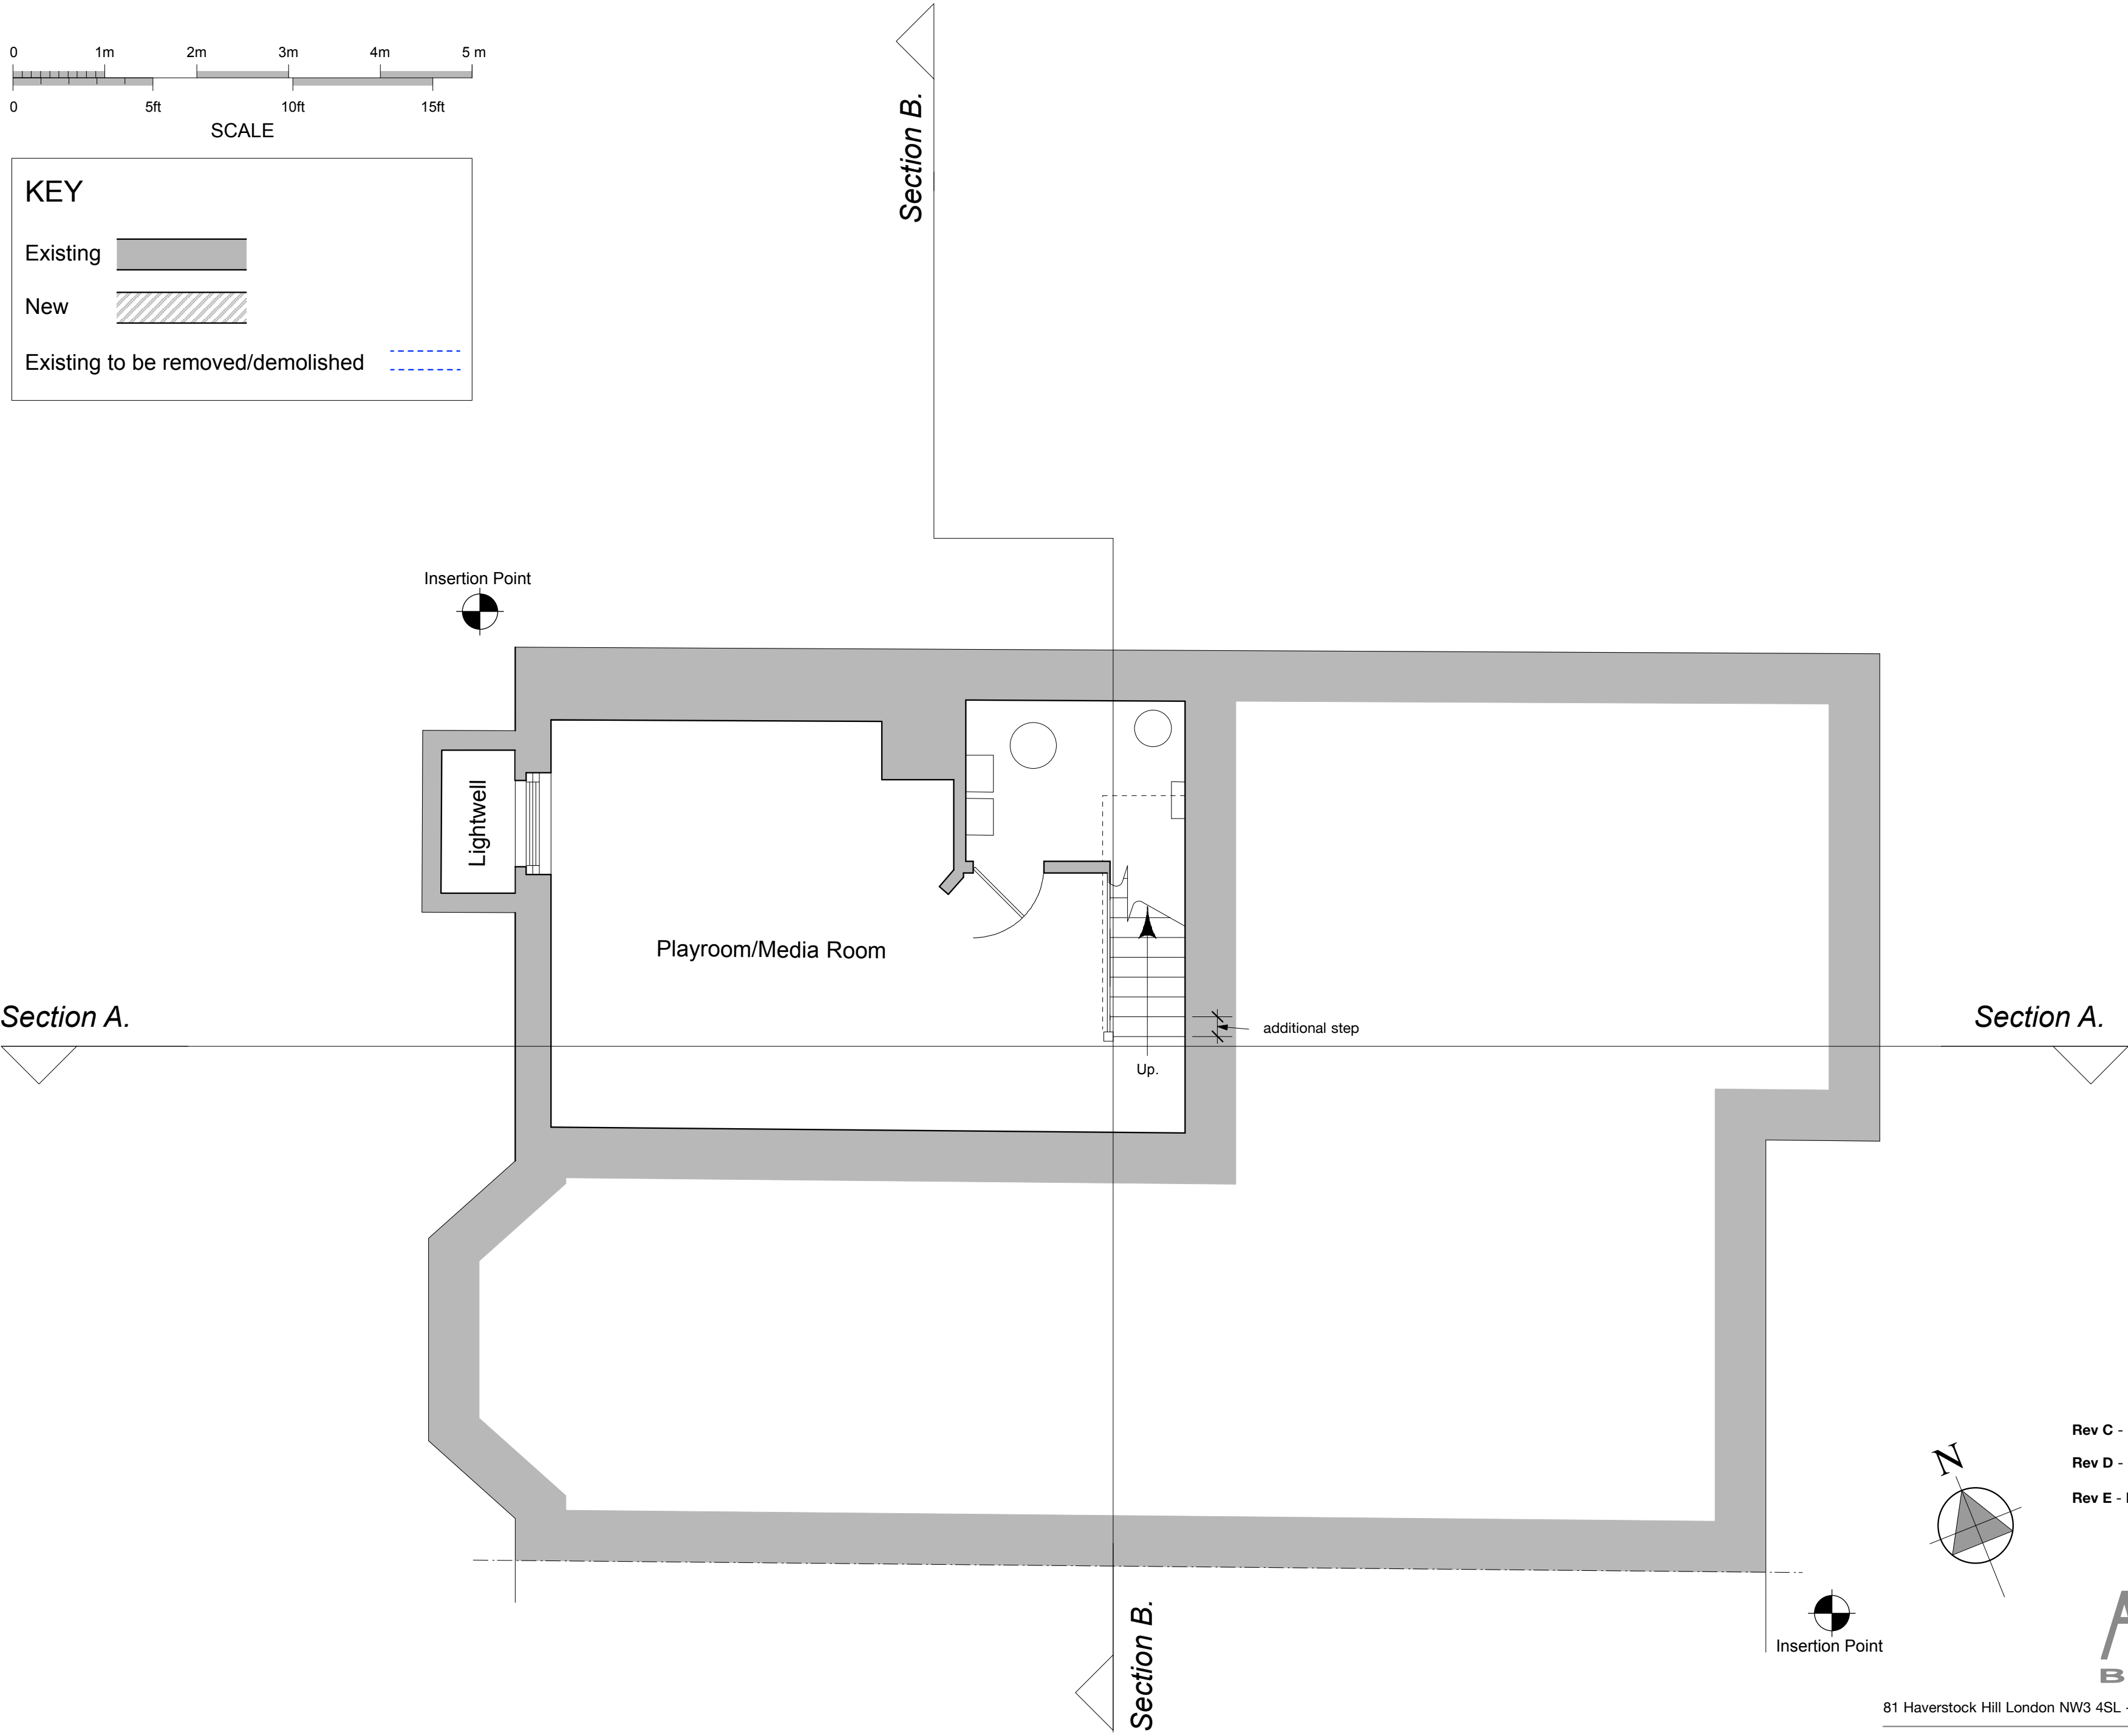 0 1m 2m 3m 4m 5 m
0 5ft 10ft 15ft
SCALE
KEY
Existing
New
Existing to be removed/demolished
Section B.
Insertion Point
Lightwell
Playroom/Media Room
Section A.
Section A.
additional step
Up.
Rev C -
N
Rev D -
Rev E -
Section B.
Insertion Point
A
B
81 Haverstock Hill London NW3 4SL -